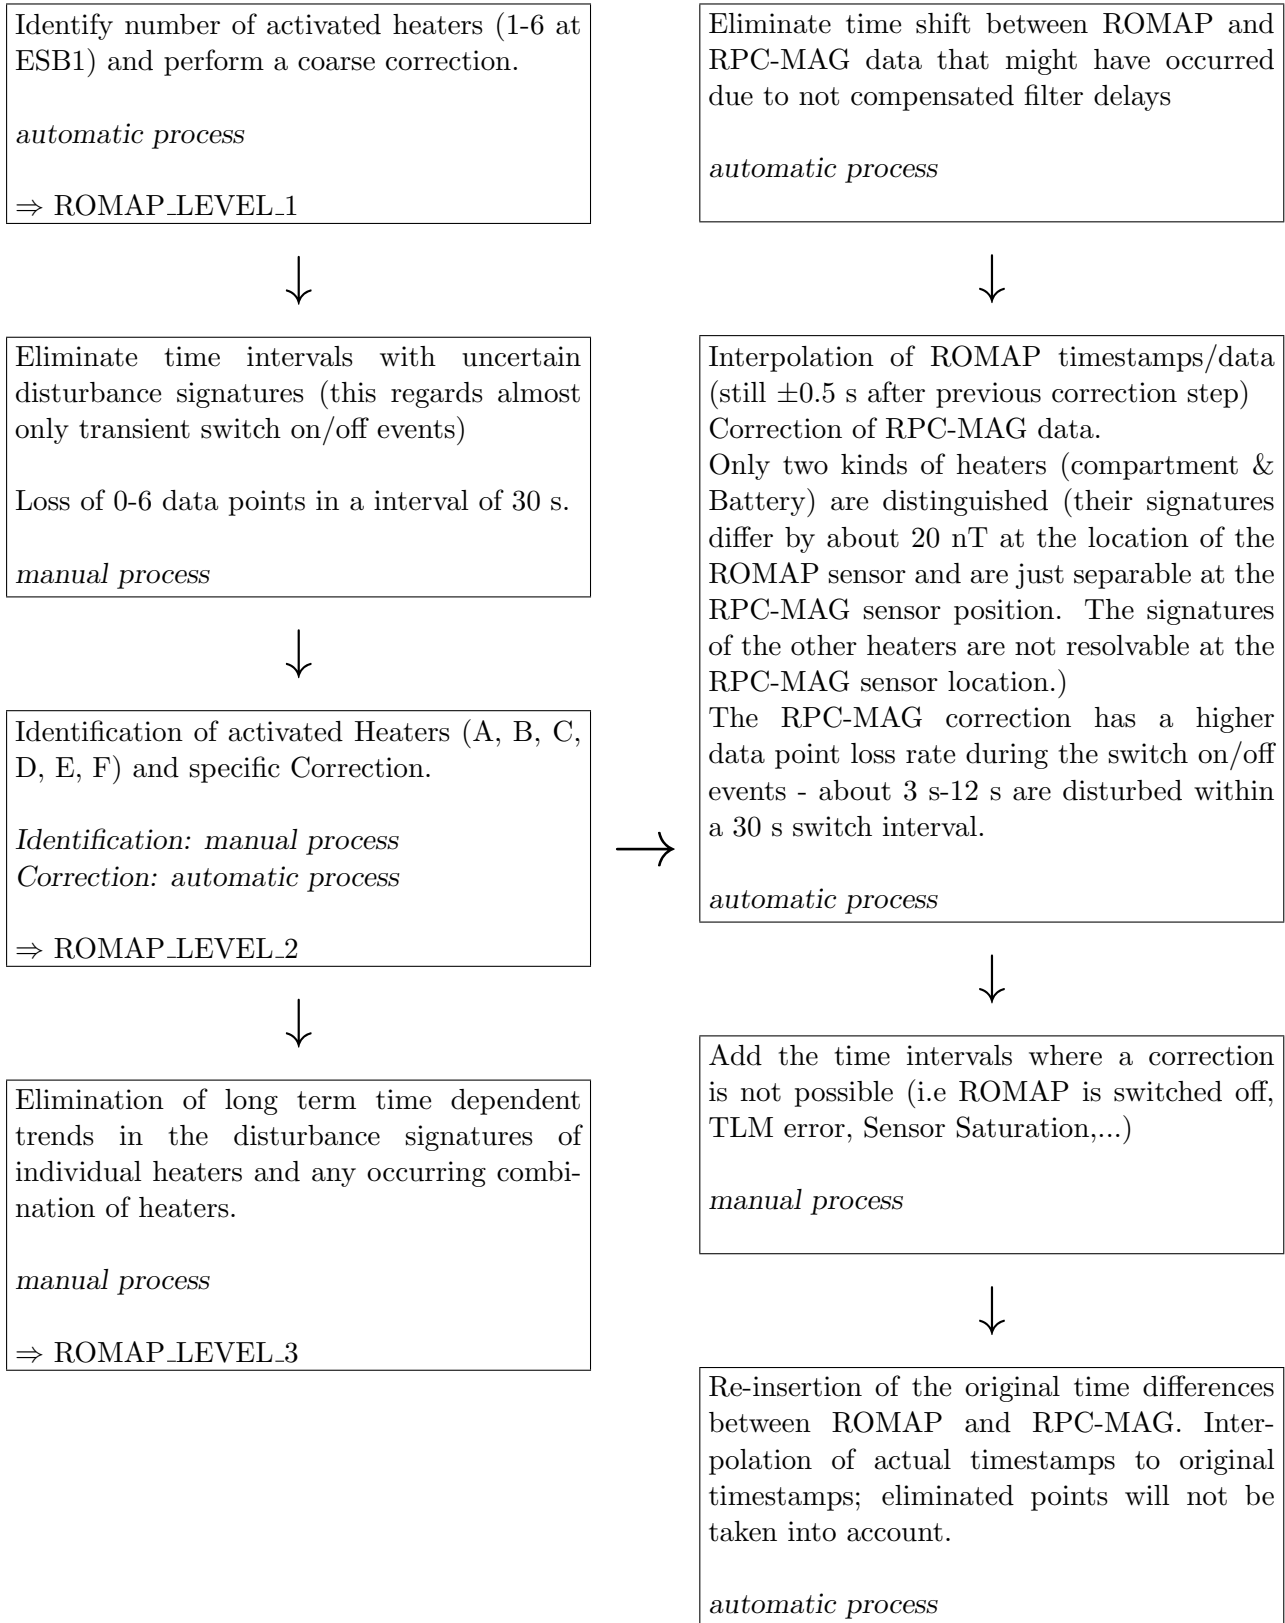 Identify number of activated heaters (1-6 at
ESB1) and perform a coarse correction.
automatic process
⇒ ROMAP_LEVEL_1
Eliminate time intervals with uncertain
disturbance signatures (this regards almost
only transient switch on/off events)
Loss of 0-6 data points in a interval of 30 s.
manual process
Identification of activated Heaters (A, B, C,
D, E, F) and specific Correction.
Identification: manual process
Correction: automatic process
⇒ ROMAP_LEVEL_2
Elimination of long term time dependent
trends in the disturbance signatures of
individual heaters and any occurring combi-
nation of heaters.
manual process
⇒ ROMAP_LEVEL_3
Eliminate time shift between ROMAP and
RPC-MAG data that might have occurred
due to not compensated filter delays
automatic process
Interpolation of ROMAP timestamps/data
(still ±0.5 s after previous correction step)
Correction of RPC-MAG data.
Only two kinds of heaters (compartment &
Battery) are distinguished (their signatures
differ by about 20 nT at the location of the
ROMAP sensor and are just separable at the
RPC-MAG sensor position. The signatures
of the other heaters are not resolvable at the
RPC-MAG sensor location.)
The RPC-MAG correction has a higher
data point loss rate during the switch on/off
events - about 3 s-12 s are disturbed within
a 30 s switch interval.
automatic process
Add the time intervals where a correction
is not possible (i.e ROMAP is switched off,
TLM error, Sensor Saturation,...)
manual process
Re-insertion of the original time differences
between ROMAP and RPC-MAG. Inter-
polation of actual timestamps to original
timestamps; eliminated points will not be
taken into account.
automatic process